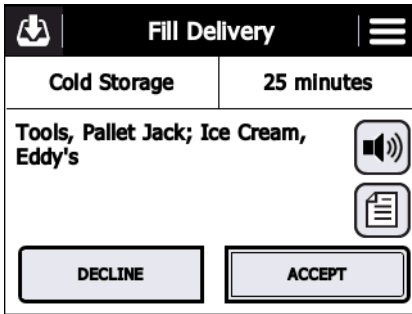 Fill Delivery
Cold Storage
25 minutes
Tools, Pallet Jack; Ice Cream,
Eddy's
DECLINE
ACCEPT